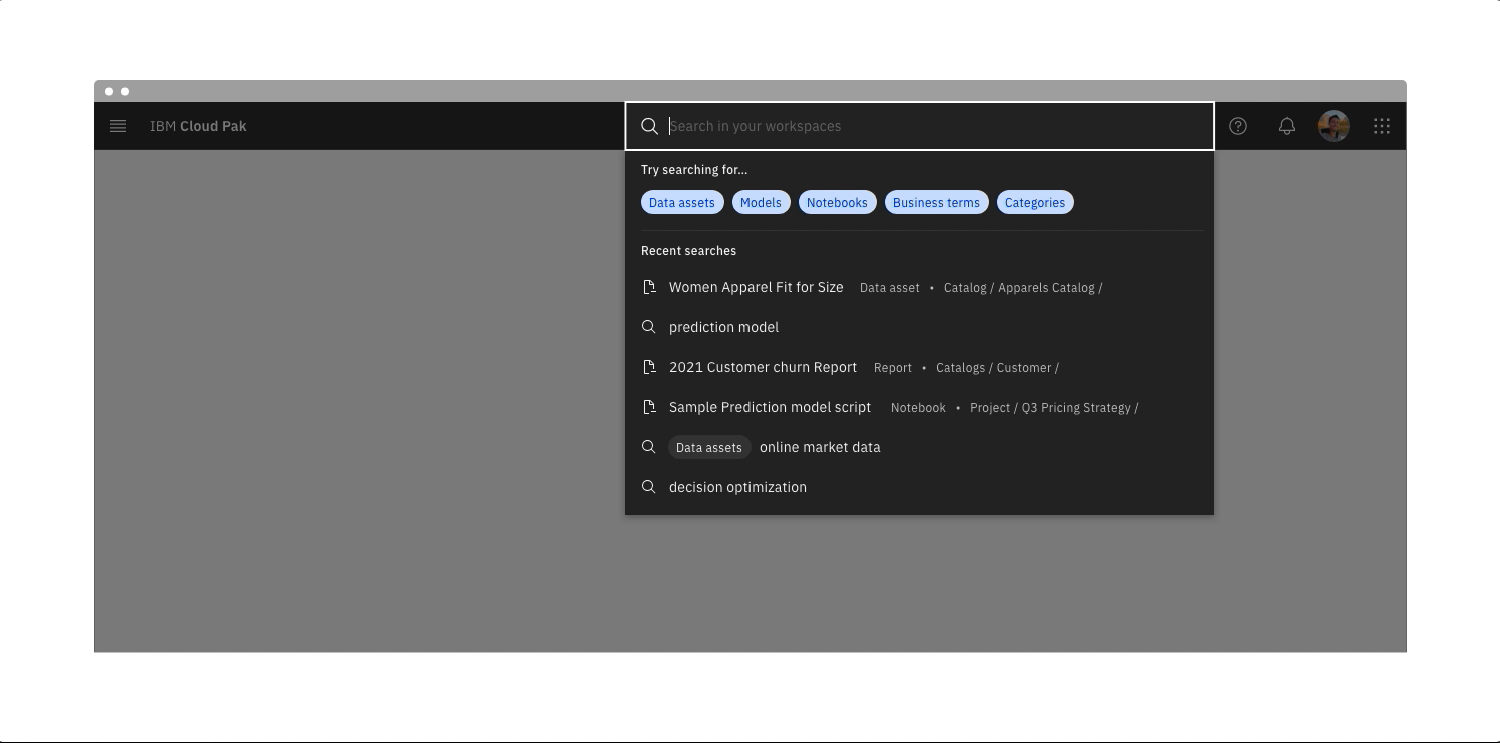 IBM Cloud Pak
Search in your workspaces
Try searching for...
Data assets Models Notebooks Business terms Categories
Recent searches
Women Apparel Fit for Size Data asset • Catalog / Apparels Catalog /
prediction model
2021 Customer churn Report Report • Catalogs / Customer /
Sample Prediction model script Notebook • Project / Q3 Pricing Strategy /
Data assets online market data
decision optimization